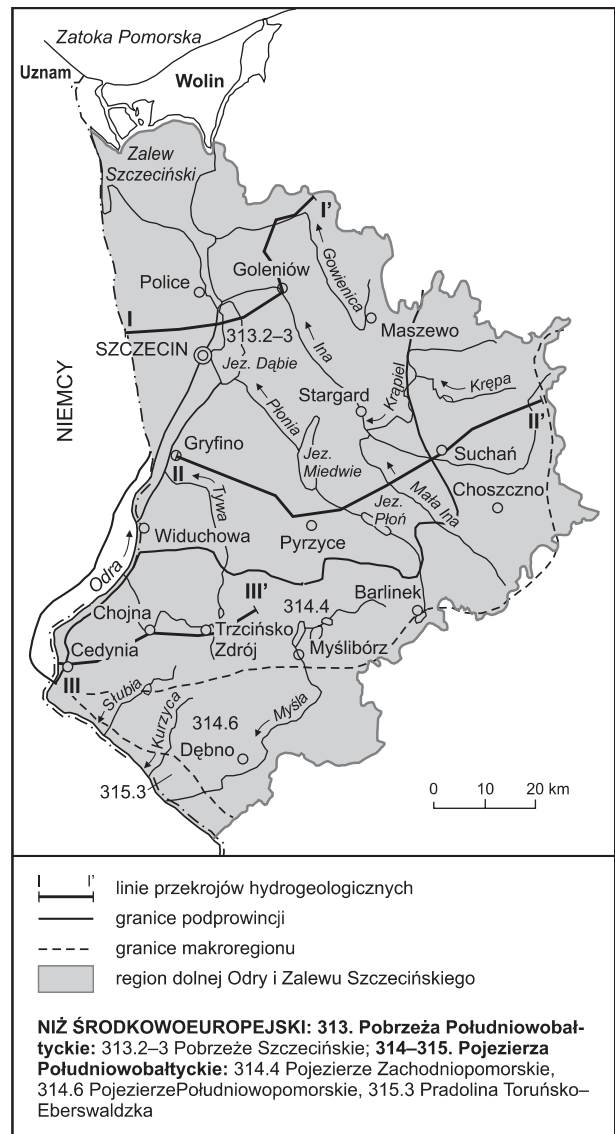 Zatoka Pomorska
Uznam
Wolin
Zalew
Szczeciński
I'
Goleniów
Gowienica
Police
I
313.2–3
Maszewo
SZCZECIN
Jez. Dąbie
Ina
NIEMCY
Płonia
Stargard
Krąpiel
Krępa
II'
Gryfino
II
Jez.
Miedwie
Suchań
Tywa
Mała Ina
Choszczno
Jez.
Płoń
Widuchowa
Pyrzyce
Odra
III'
314.4
Barlinek
Chojna
Trzcińsko
Zdrój
Myślibórz
Cedynia
III
Słubia
Kurzyca
314.6
Myśla
Dębno
315.3
0 10 20 km
I I' linie przekrojów hydrogeologicznych
granice podprowincji
granice makroregionu
region dolnej Odry i Zalewu Szczecińskiego
NIŻ ŚRODKOWOEUROPEJSKI: 313. Pobrzeża Południowobał-
tyckie: 313.2–3 Pobrzeże Szczecińskie; 314–315. Pojezierza
Południowobałtyckie: 314.4 Pojezierze Zachodniopomorskie,
314.6 PojezierzePołudniowopomorskie, 315.3 Pradolina Toruńsko–
Eberswaldzka